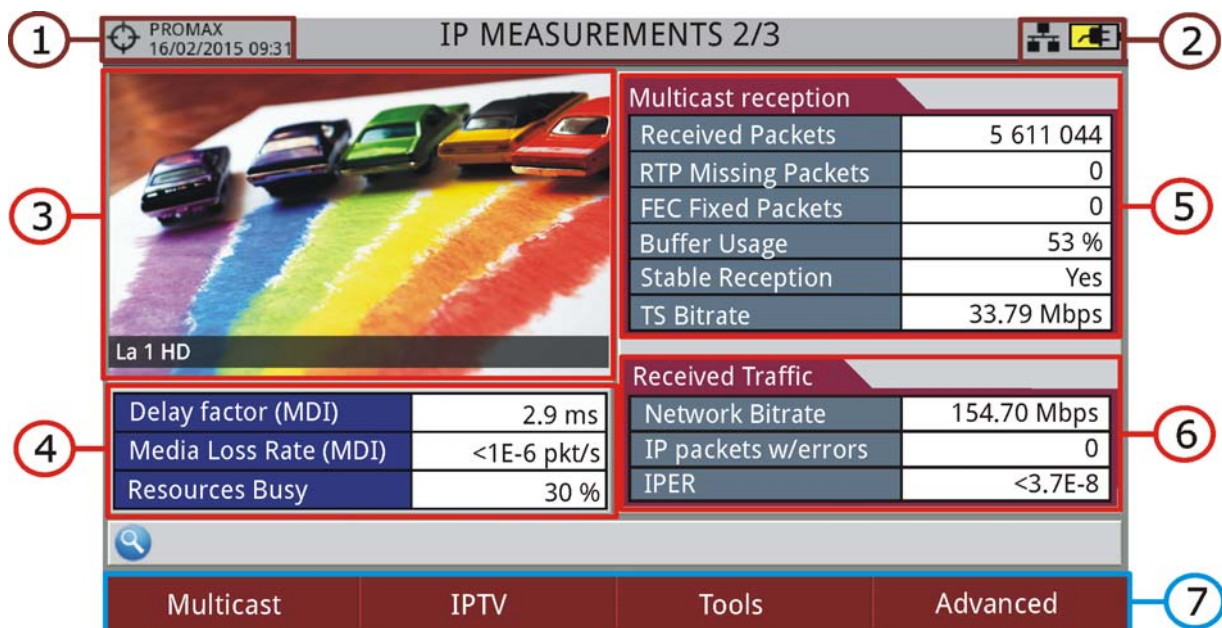 1
PROMAX
16/02/2015 09:31
IP MEASUREMENTS 2/3
2
3
La 1 HD
Multicast reception
Received Packets 5 611 044
RTP Missing Packets 0
FEC Fixed Packets 0
Buffer Usage 53 %
Stable Reception Yes
TS Bitrate 33.79 Mbps
5
4
Delay factor (MDI) 2.9 ms
Media Loss Rate (MDI) <1E-6 pkt/s
Resources Busy 30 %
Received Traffic
Network Bitrate 154.70 Mbps
IP packets w/errors 0
IPER <3.7E-8
6
Multicast IPTV Tools Advanced
7